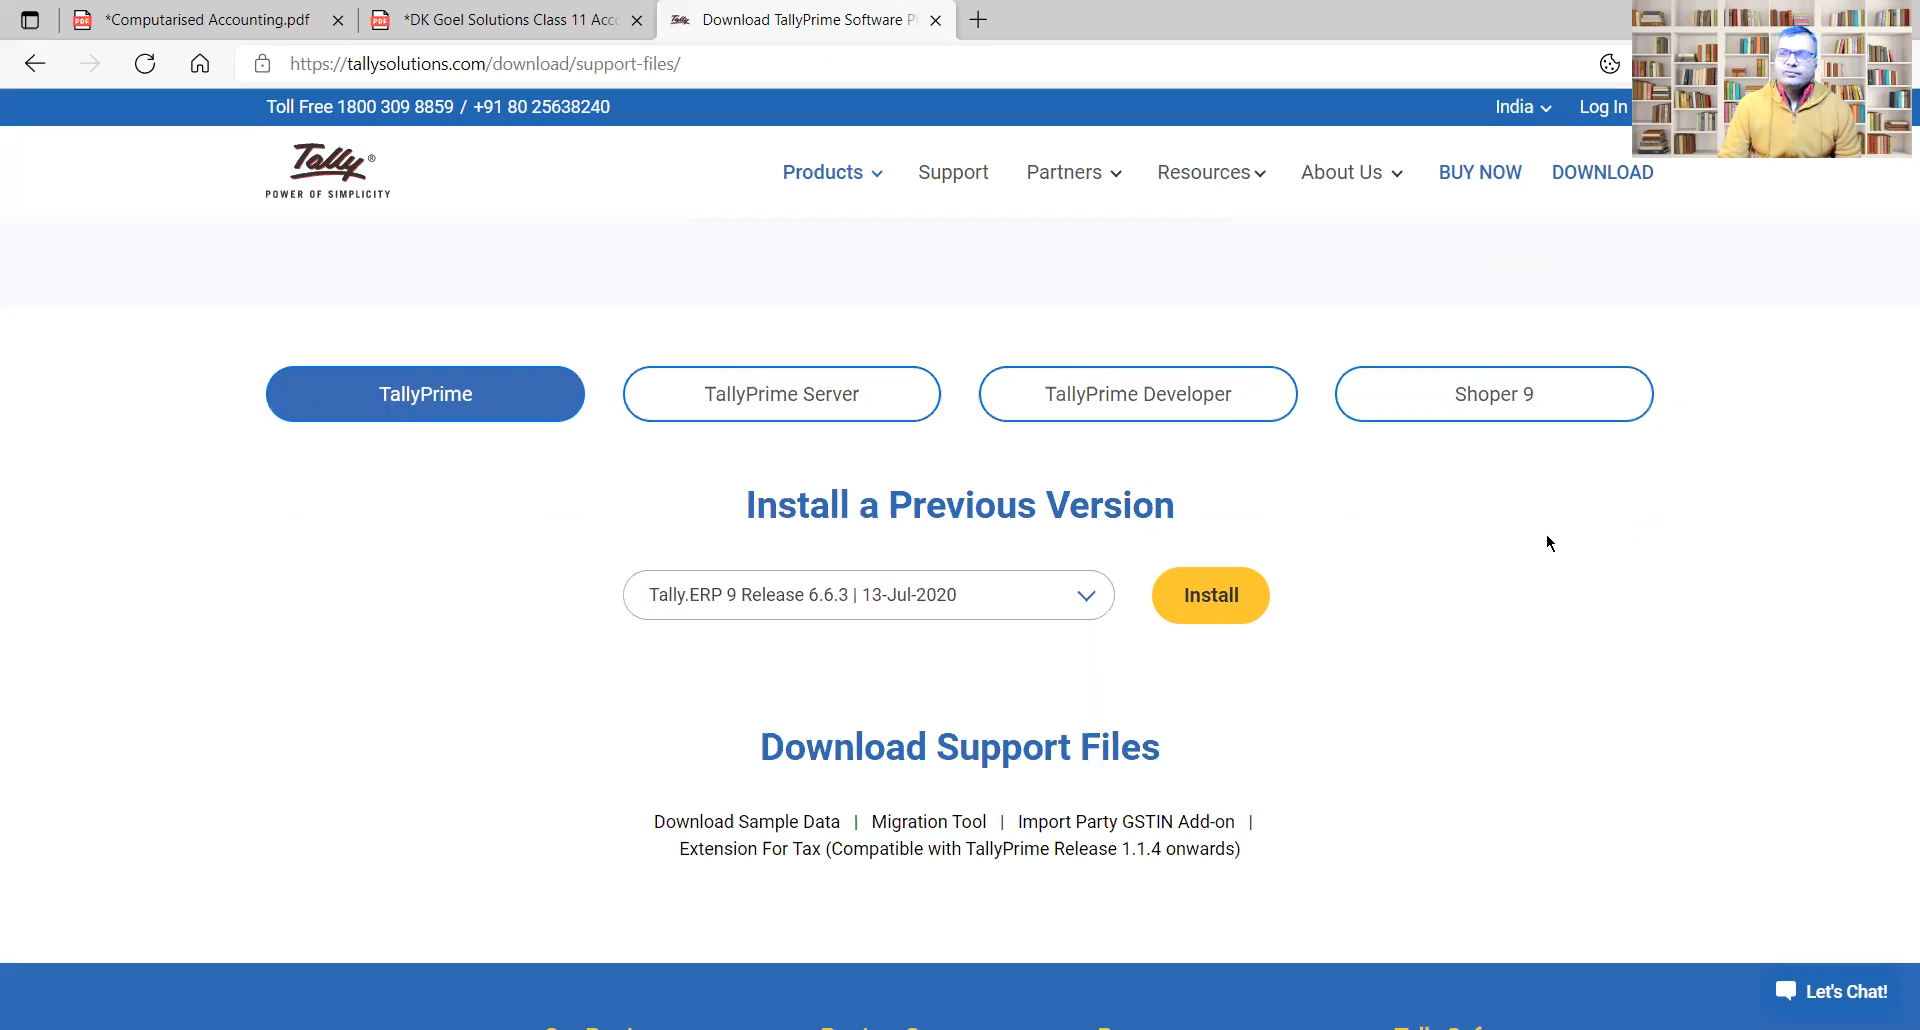 *Computarised Accounting.pdf
*DK Goel Solutions Class 11 Acc
Download TallyPrime Software P
https://tallysolutions.com/download/support-files/
Toll Free 1800 309 8859 / +91 80 25638240
India
Log In
Tally®
POWER OF SIMPLICITY
Products
Support
Partners
Resources
About Us
BUY NOW
DOWNLOAD
TallyPrime
TallyPrime Server
TallyPrime Developer
Shoper 9
Install a Previous Version
Tally.ERP 9 Release 6.6.3 | 13-Jul-2020
Install
Download Support Files
Download Sample Data | Migration Tool | Import Party GSTIN Add-on |
Extension For Tax (Compatible with TallyPrime Release 1.1.4 onwards)
Let's Chat!